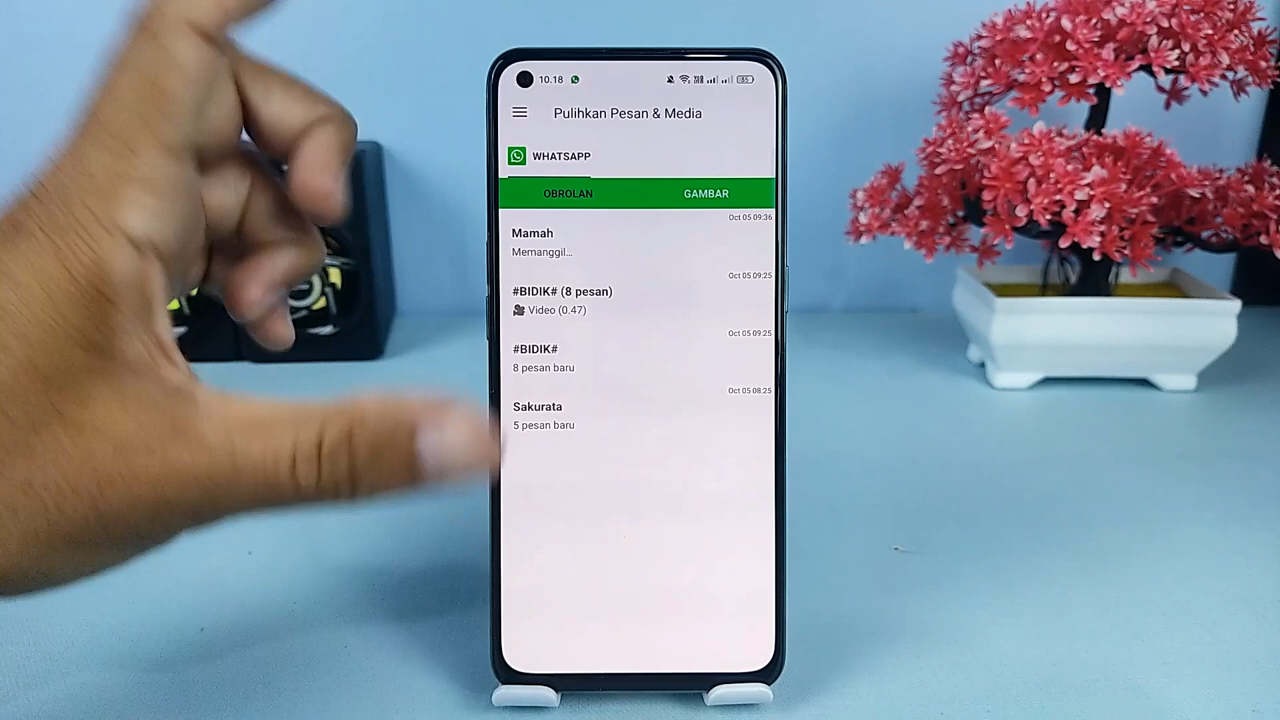 10.18
85
Pulihkan Pesan & Media
WHATSAPP
OBROLAN GAMBAR
Oct 05 09:36
Mamah
Memanggil...
Oct 05 09:25
#BIDIK# (8 pesan)
🎥 Video (0.47)
Oct 05 09:25
#BIDIK#
8 pesan baru
Oct 05 08:25
Sakurata
5 pesan baru